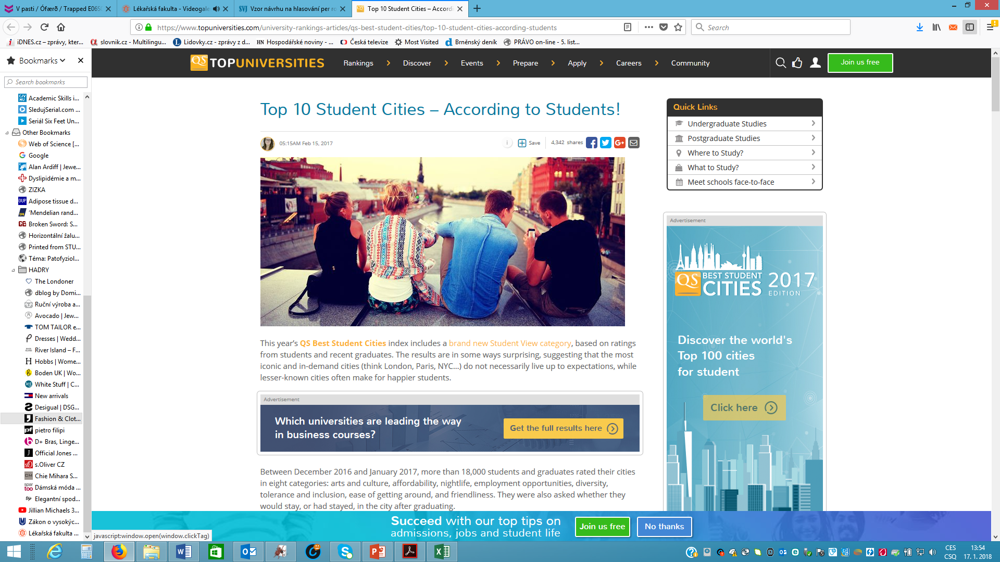 V pasti / Ófærð / Trapped E06S
Lékařská fakulta - Videogale
Vzor návrhu na hlasování per ro
Top 10 Student Cities – Accordi
https://www.topuniversities.com/university-rankings-articles/qs-best-student-cities/top-10-student-cities-according-students
Search
iDNES.cz – zprávy, kter...
slovnik.cz - Multilingu...
Lidovky.cz - zprávy z d...
HN Hospodářské noviny - ...
Česká televize
Most Visited
Brněnský deník
PRÁVO on-line - 5. list...
Bookmarks
Search bookmarks
Academic Skills i...
SledujSerial.com ...
Seriál Six Feet Un...
Other Bookmarks
Web of Science [...
Google
Alan Ardiff | Jewe...
Dyslipidémie a m...
ZIZKA
Adipose tissue d...
'Mendelian rand...
Broken Sword: S...
Horizontální žalu...
Printed from STU...
Téma: Patofyziol...
HADRY
The Londoner
dblog by Domi...
Ruční výroba a...
Avocado | Jew...
TOM TAILOR e...
Dresses | Wedd...
River Island – F...
Hobbs | Wome...
Boden UK | Wo...
White Stuff | C...
New arrivals
Desigual | DSG...
Fashion & Clot...
pietro filipi
D+ Bras, Linge...
Official Jones ...
s.Oliver CZ
Chie Mihara S...
Dámská móda ...
Elegantní spod...
Jillian Michaels 3...
Zákon o vysokýc...
Lékařská fakulta ...
QS TOPUNIVERSITIES
Rankings
Discover
Events
Prepare
Apply
Careers
Community
Join us free
Top 10 Student Cities – According to Students!
05:15AM Feb 15, 2017
Save
4,342 shares
This year's QS Best Student Cities index includes a brand new Student View category, based on ratings
from students and recent graduates. The results are in some ways surprising, suggesting that the most
iconic and in-demand cities (think London, Paris, NYC...) do not necessarily live up to expectations, while
lesser-known cities often make for happier students.
Advertisement
Which universities are leading the way
in business courses?
Get the full results here
Between December 2016 and January 2017, more than 18,000 students and graduates rated their cities
in eight categories: arts and culture, affordability, nightlife, employment opportunities, diversity,
tolerance and inclusion, ease of getting around, and friendliness. They were also asked whether they
would stay, or had stayed, in the city after graduating.
Quick Links
Undergraduate Studies
Postgraduate Studies
Where to Study?
What to Study?
Meet schools face-to-face
Advertisement
QS BEST STUDENT CITIES 2017 EDITION
Discover the world's
Top 100 cities
for student
Click here
Succeed with our top tips on
admissions, jobs and student life
Join us free
No thanks
javascript:window.open(window.clickTag)
CES
CSQ
13:54
17. 1. 2018